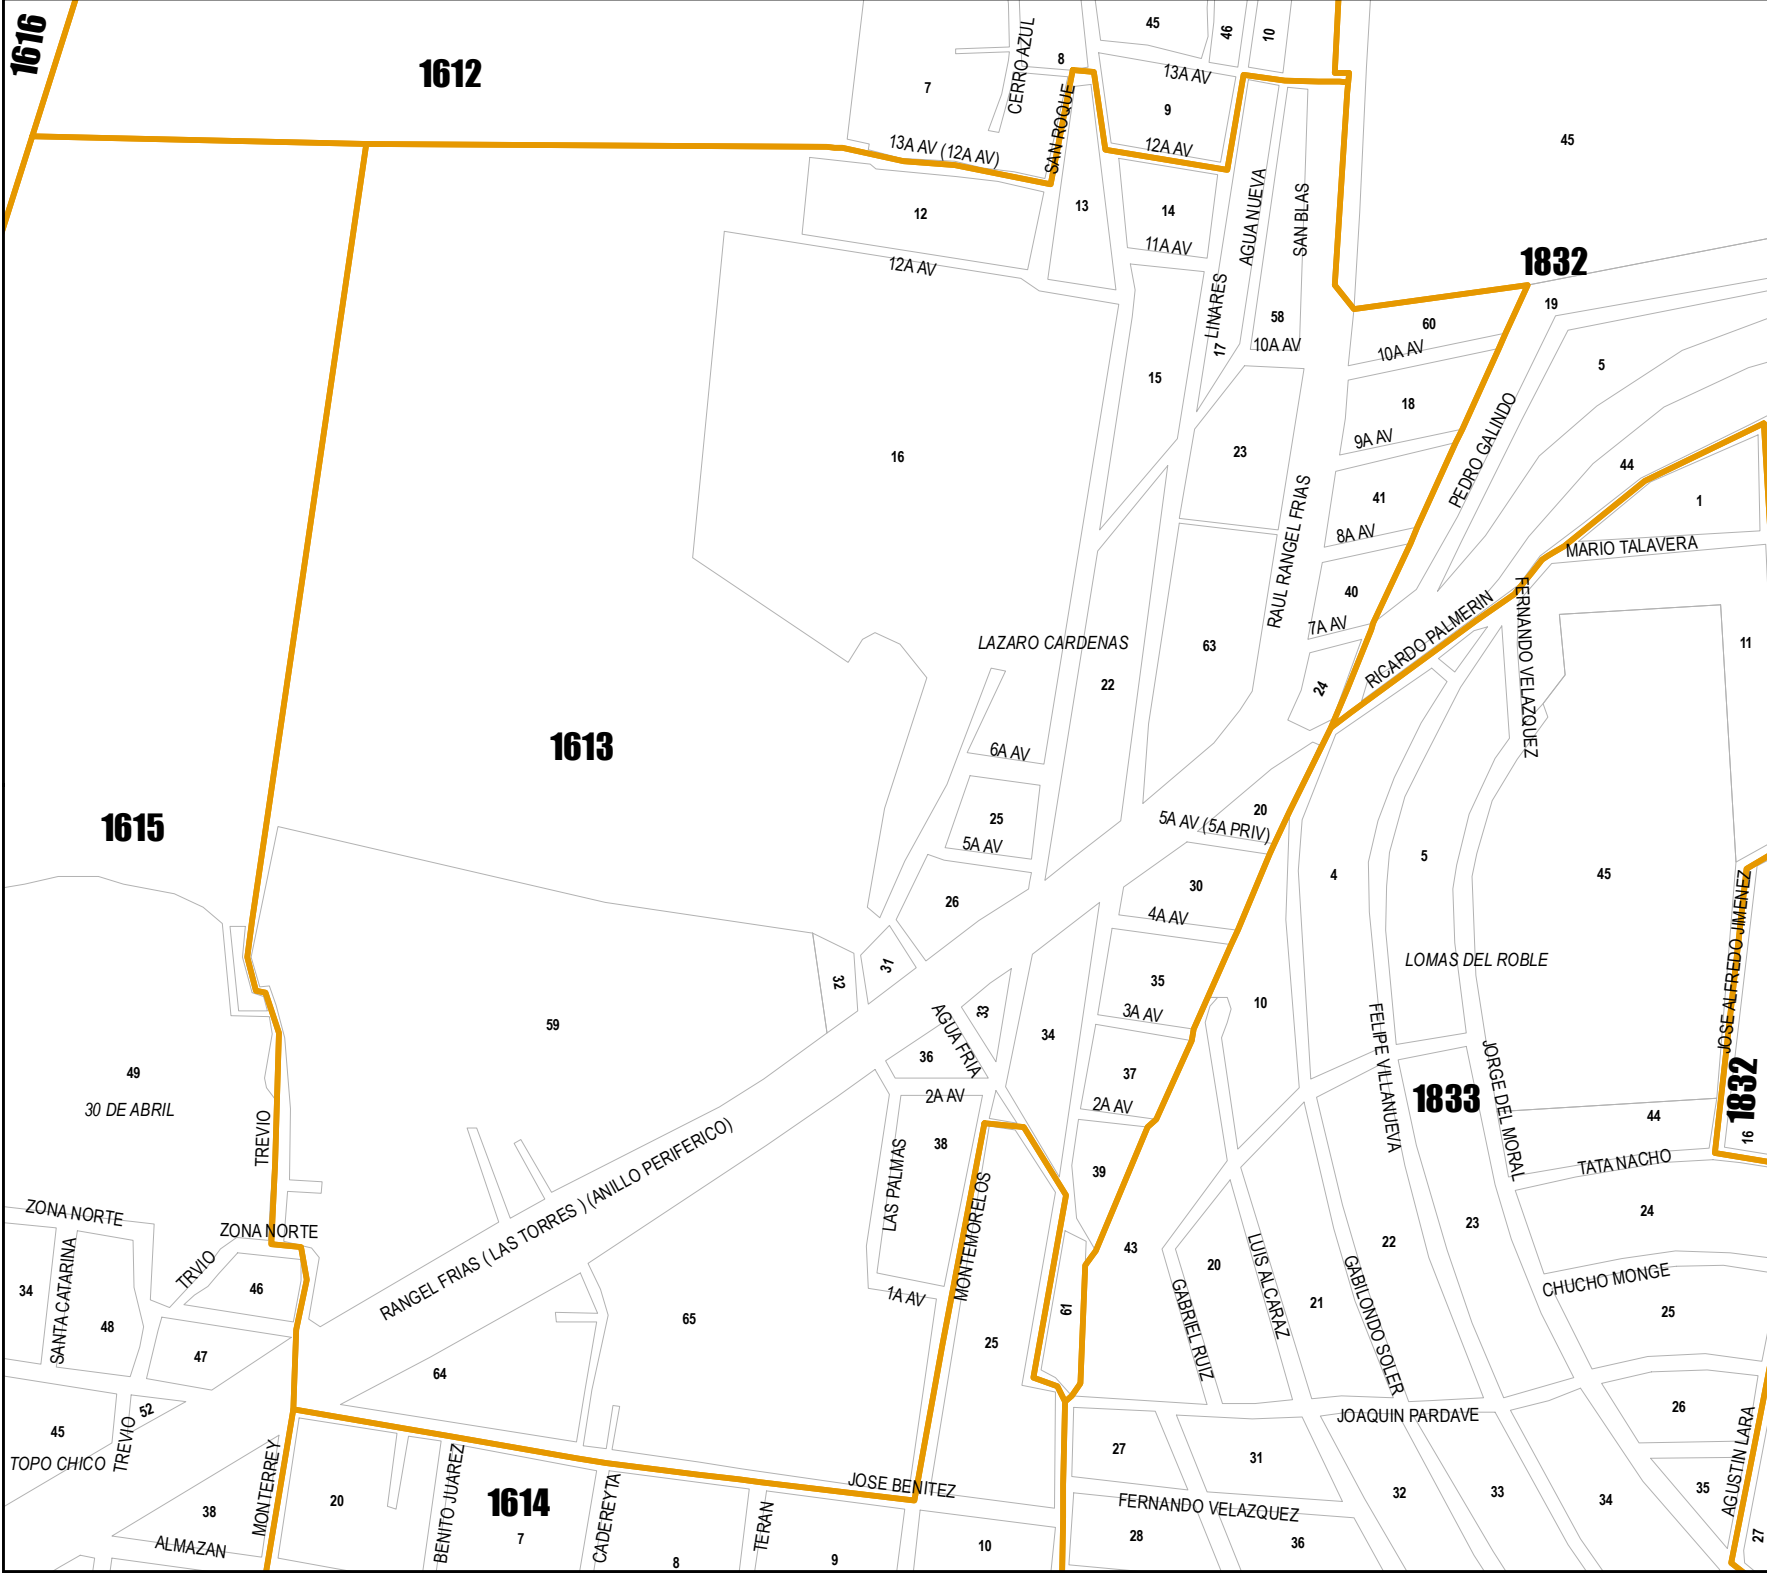 1616
1612
45
46
10
CERRO AZUL
8
13A AV
7
SAN ROQUE
9
12A AV
13A AV (12A AV)
45
12
13
14
AGUA NUEVA
SAN BLAS
11A AV
12A AV
1832
LINARES
19
58
60
17
10A AV
10A AV
15
5
18
PEDRO GALINDO
9A AV
16
23
44
41
1
RAUL RANGEL FRIAS
8A AV
MARIO TALAVERA
40
FERNANDO VELAZQUEZ
RICARDO PALMERIN
7A AV
LAZARO CARDENAS
63
11
22
24
1613
6A AV
1615
25
20
5A AV (5A PRIV)
5A AV
4
5
45
30
26
4A AV
JOSE ALFREDO JIMENEZ
LOMAS DEL ROBLE
31
32
35
10
33
3A AV
AGUA FRIA
59
34
FELIPE VILLANUEVA
36
JORGE DEL MORAL
49
37
1833
1832
2A AV
2A AV
30 DE ABRIL
44
TREVIO
16
38
RANGEL FRIAS ( LAS TORRES ) (ANILLO PERIFERICO)
LAS PALMAS
39
TATA NACHO
MONTEMORELOS
ZONA NORTE
24
23
ZONA NORTE
22
43
LUIS ALCARAZ
20
TRVIO
SANTA CATARINA
GABILONDO SOLER
CHUCHO MONGE
34
46
GABRIEL RUIZ
1A AV
21
61
25
65
48
25
47
64
26
52
JOAQUIN PARDAVE
45
TREVIO
27
AGUSTIN LARA
31
TOPO CHICO
MONTERREY
JOSE BENITEZ
35
32
33
BENITO JUAREZ
20
1614
34
CADEREYTA
FERNANDO VELAZQUEZ
38
TERAN
28
7
27
36
ALMAZAN
10
9
8